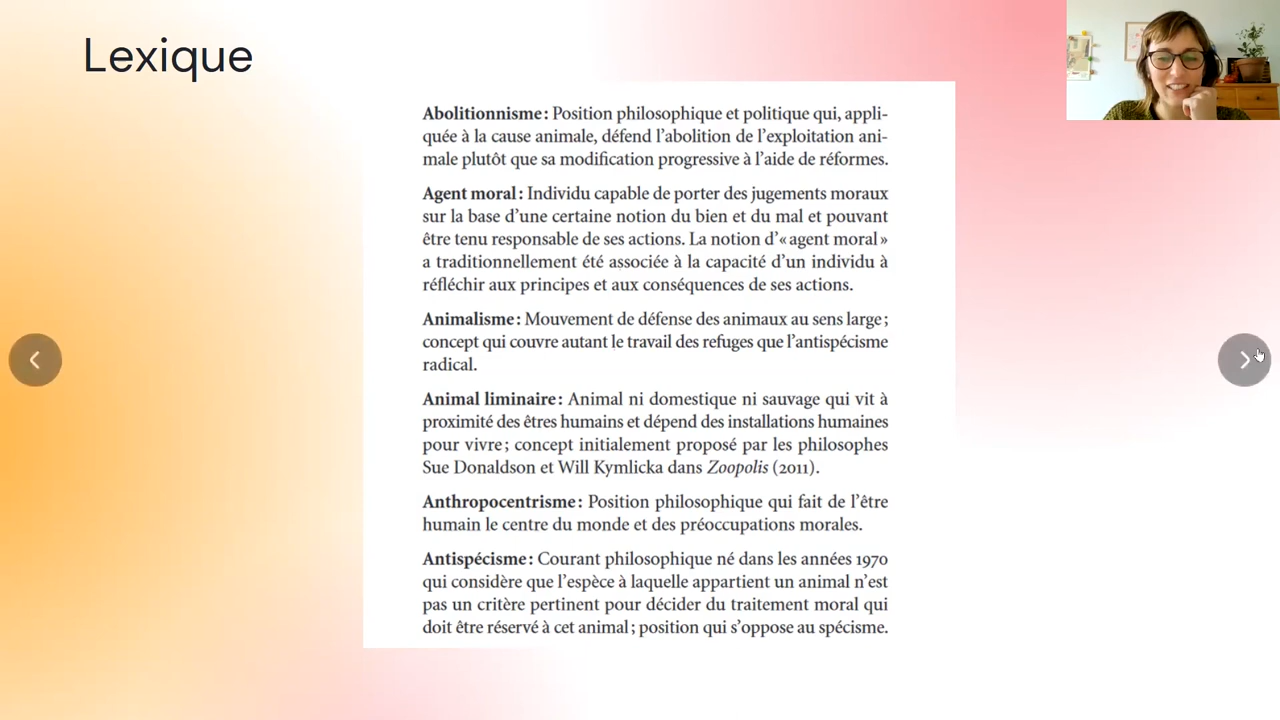 Lexique
Abolitionnisme : Position philosophique et politique qui, appli-
quée à la cause animale, défend l’abolition de l’exploitation ani-
male plutôt que sa modification progressive à l’aide de réformes.
Agent moral : Individu capable de porter des jugements moraux
sur la base d’une certaine notion du bien et du mal et pouvant
être tenu responsable de ses actions. La notion d’« agent moral »
a traditionnellement été associée à la capacité d’un individu à
réfléchir aux principes et aux conséquences de ses actions.
Animalisme : Mouvement de défense des animaux au sens large ;
concept qui couvre autant le travail des refuges que l’antispécisme
radical.
Animal liminaire : Animal ni domestique ni sauvage qui vit à
proximité des êtres humains et dépend des installations humaines
pour vivre ; concept initialement proposé par les philosophes
Sue Donaldson et Will Kymlicka dans Zoopolis (2011).
Anthropocentrisme : Position philosophique qui fait de l’être
humain le centre du monde et des préoccupations morales.
Antispécisme : Courant philosophique né dans les années 1970
qui considère que l’espèce à laquelle appartient un animal n’est
pas un critère pertinent pour décider du traitement moral qui
doit être réservé à cet animal ; position qui s’oppose au spécisme.